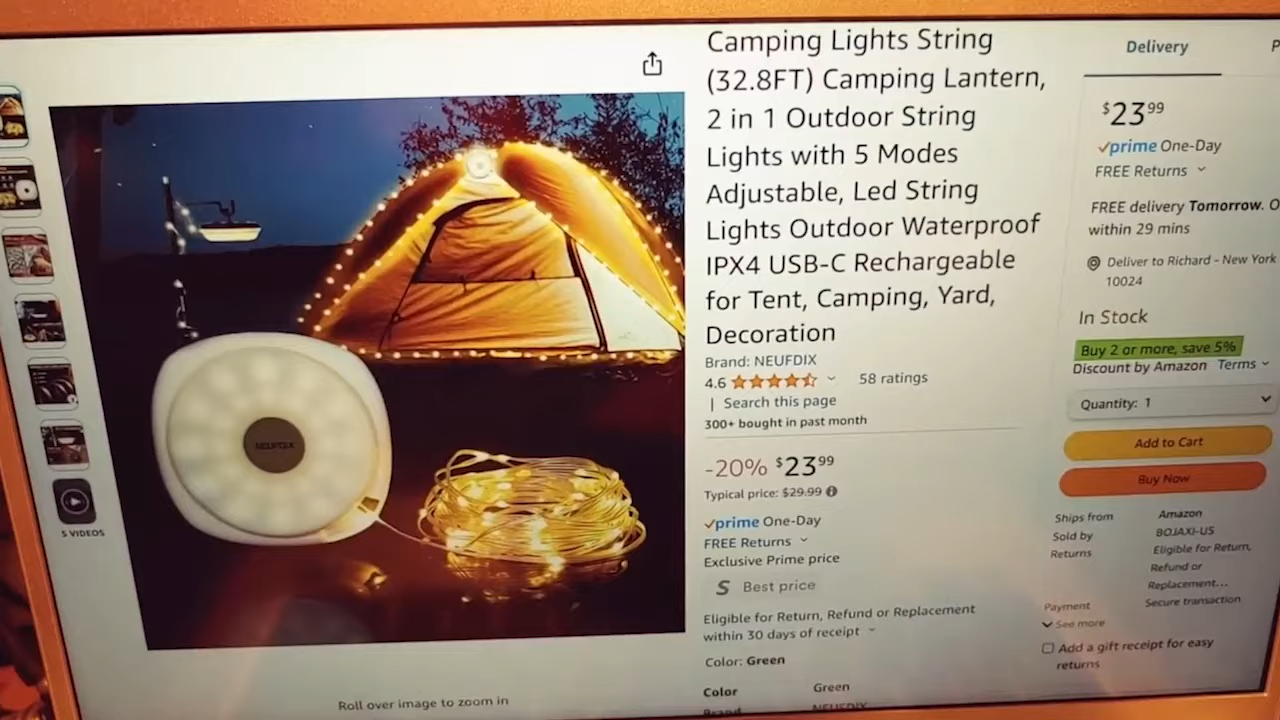 Camping Lights String
(32.8FT) Camping Lantern,
2 in 1 Outdoor String
Lights with 5 Modes
Adjustable, Led String
Lights Outdoor Waterproof
IPX4 USB-C Rechargeable
for Tent, Camping, Yard,
Decoration
Brand: NEUFDIX
4.6 58 ratings
| Search this page
300+ bought in past month
-20% $23 99
Typical price: $29.99
prime One-Day
FREE Returns
Exclusive Prime price
S Best price
Eligible for Return, Refund or Replacement
within 30 days of receipt
Color: Green
Color Green
Brand NEUFDIX
NEUFDIX
5 VIDEOS
Roll over image to zoom in
Delivery
$23 99
prime One-Day
FREE Returns
FREE delivery Tomorrow. O
within 29 mins
Deliver to Richard - New York
10024
In Stock
Buy 2 or more, save 5%
Discount by Amazon Terms
Quantity: 1
Add to Cart
Buy Now
Ships from Amazon
Sold by BOJAXI-US
Returns Eligible for Return,
Refund or
Replacement...
Payment Secure transaction
See more
Add a gift receipt for easy
returns